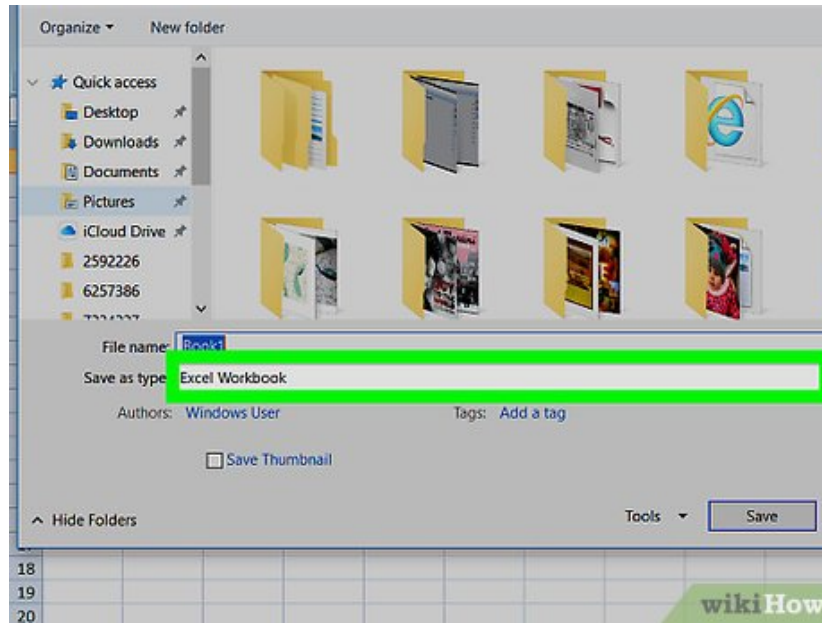 Organize New folder
Quick access
Desktop
Downloads
Documents
Pictures
iCloud Drive
2592226
6257386
File name: Book1
Save as type: Excel Workbook
Authors: Windows User Tags: Add a tag
Save Thumbnail
Hide Folders Tools Save
18
19
20
wikiHow